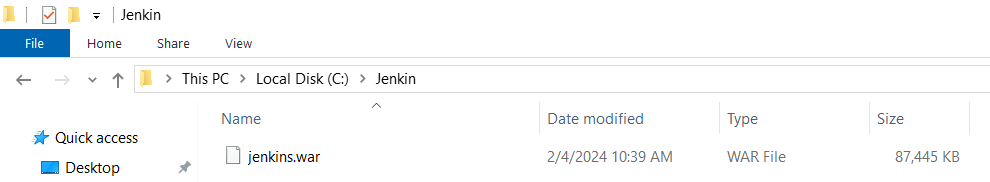 Jenkin
File Home Share View
This PC Local Disk (C:) Jenkin
Name Date modified Type Size
Quick access
jenkins.war 2/4/2024 10:39 AM WAR File 87,445 KB
Desktop